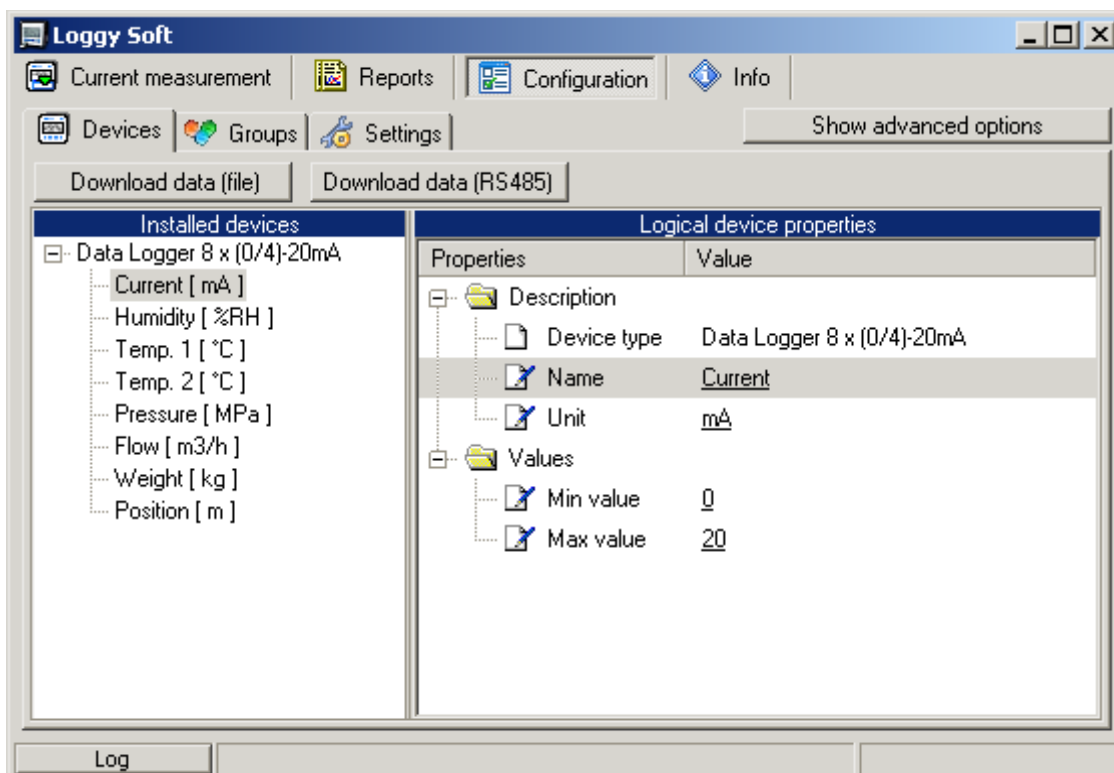 Loggy Soft
Current measurement Reports Configuration Info
Devices Groups Settings Show advanced options
Download data (file) Download data (RS485)
Installed devices
Data Logger 8 x (0/4)-20mA
Current [ mA ]
Humidity [ %RH ]
Temp. 1 [ °C ]
Temp. 2 [ °C ]
Pressure [ MPa ]
Flow [ m3/h ]
Weight [ kg ]
Position [ m ]
Logical device properties
Properties Value
Description
Device type Data Logger 8 x (0/4)-20mA
Name Current
Unit mA
Values
Min value 0
Max value 20
Log